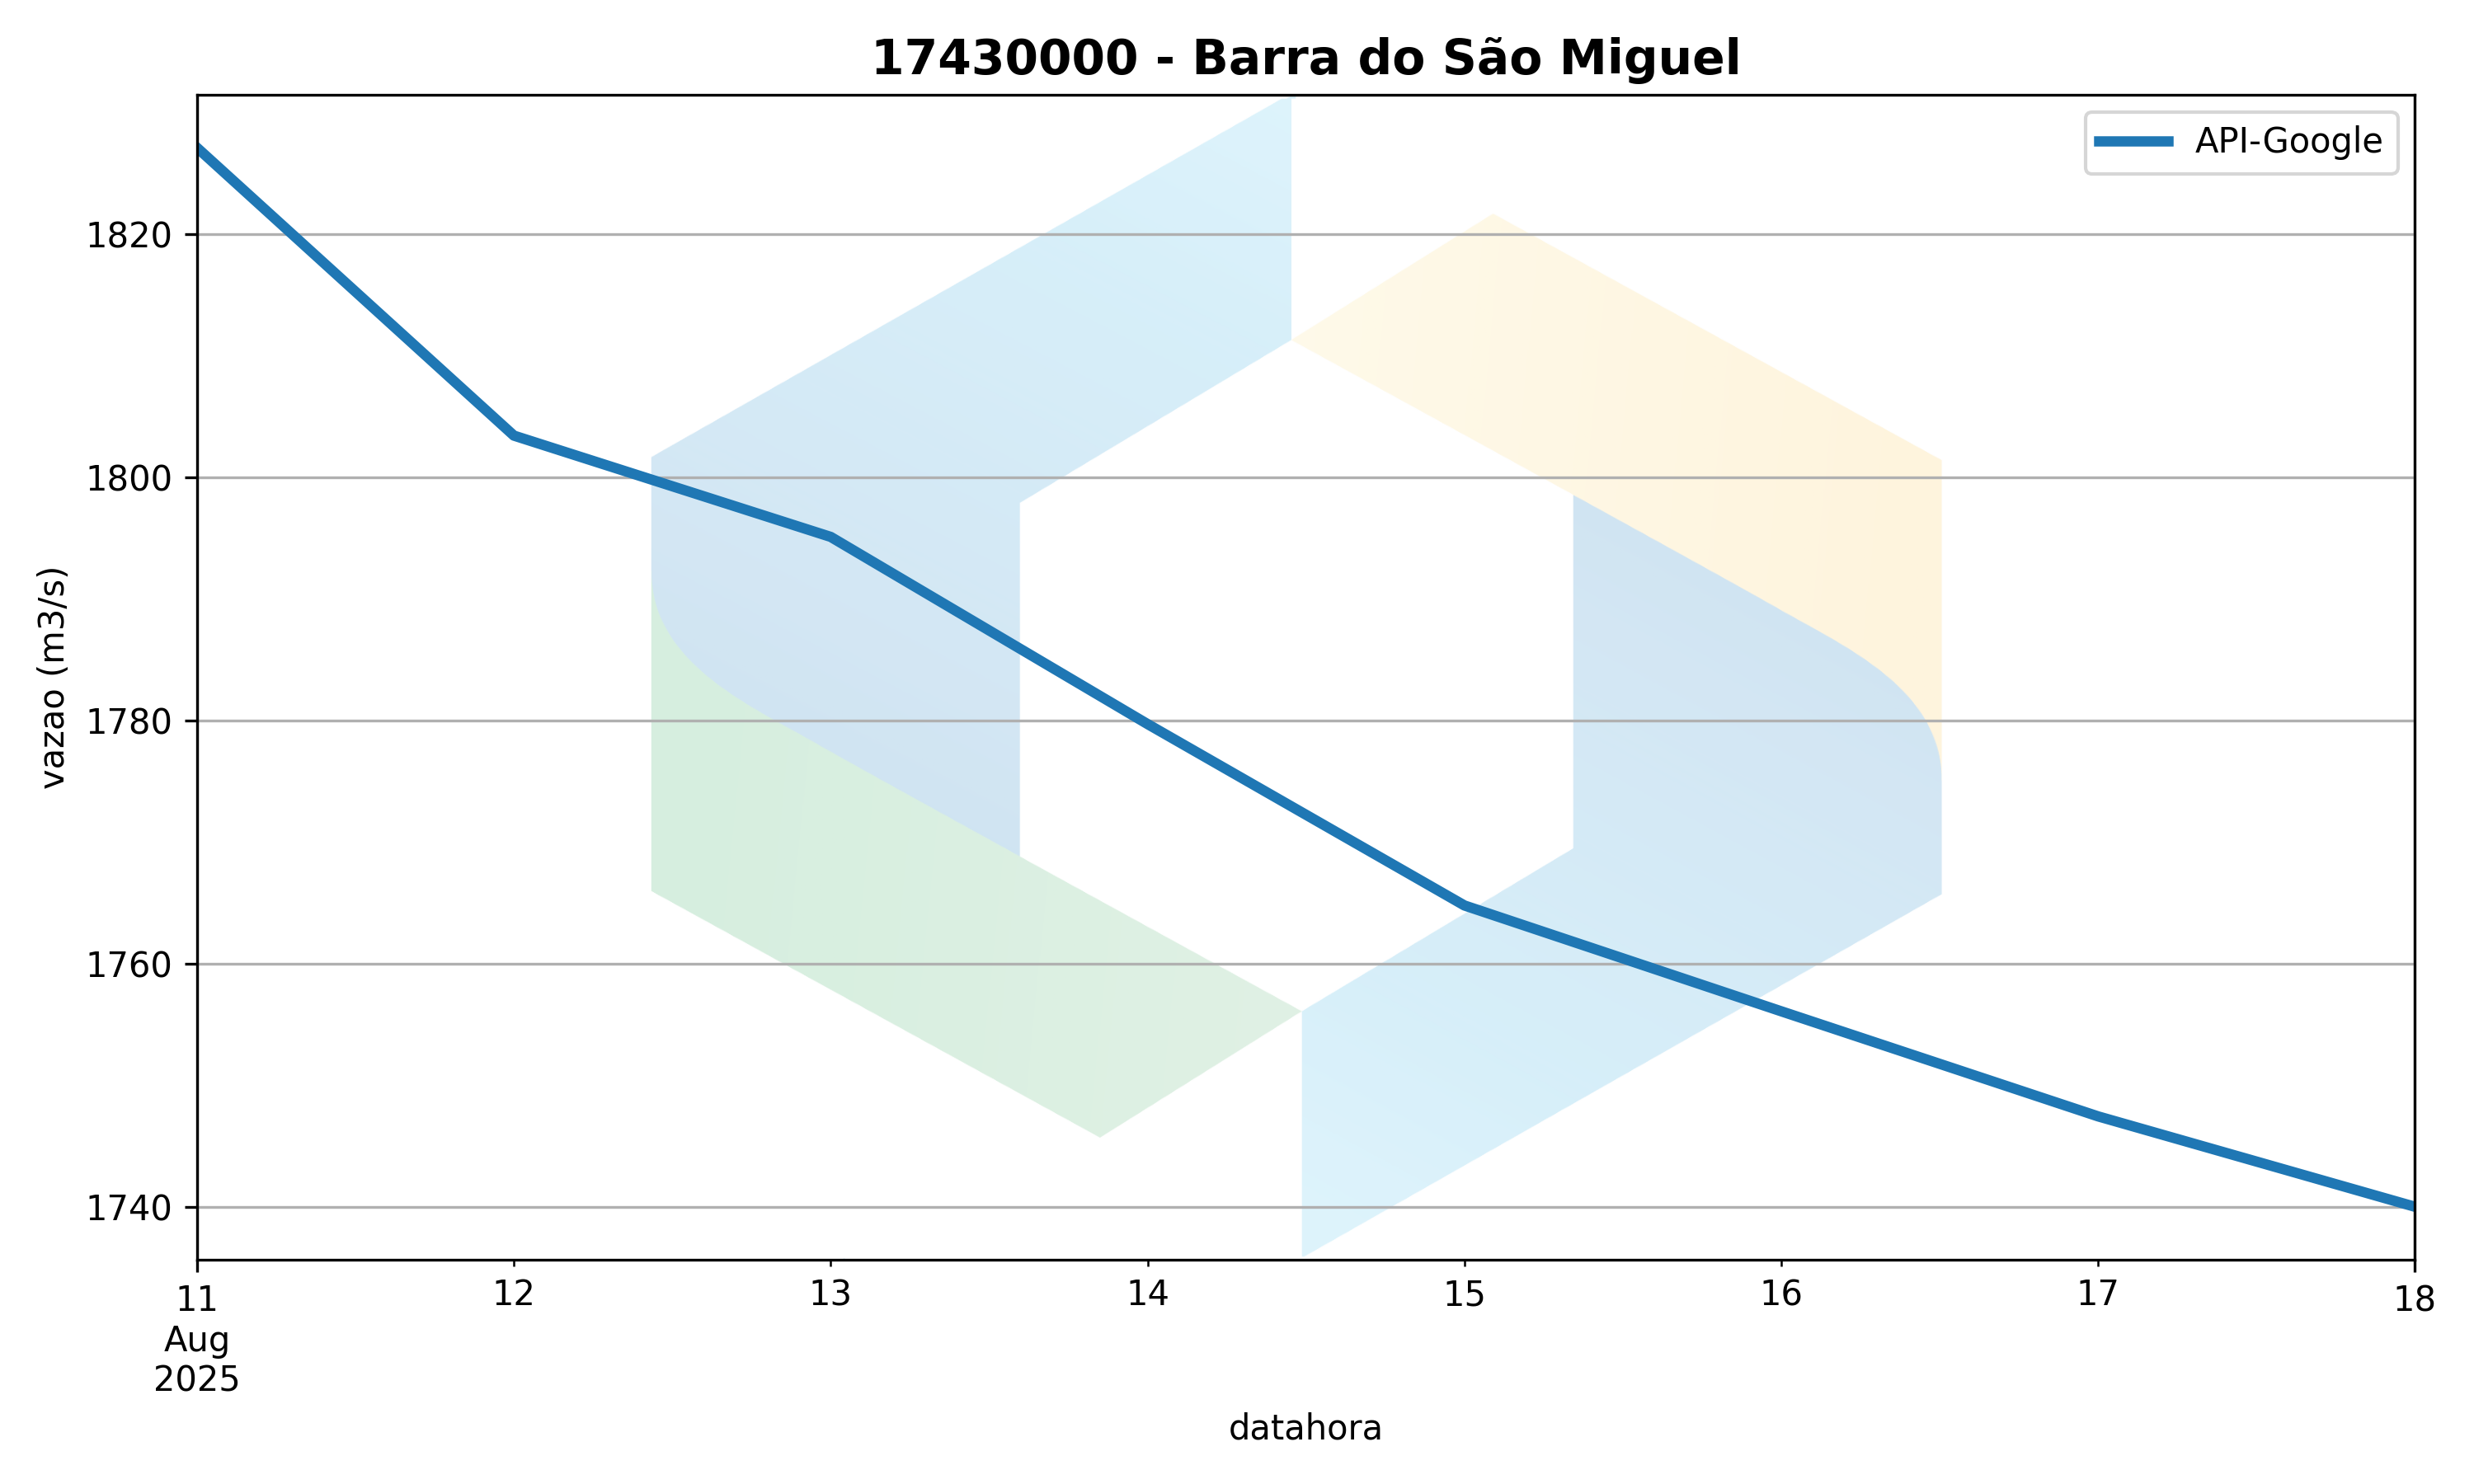 17430000 - Barra do São Miguel
API-Google
1820
1800
1780
1760
1740
vazao (m3/s)
11 12 13 14 15 16 17 18
Aug
2025
datahora